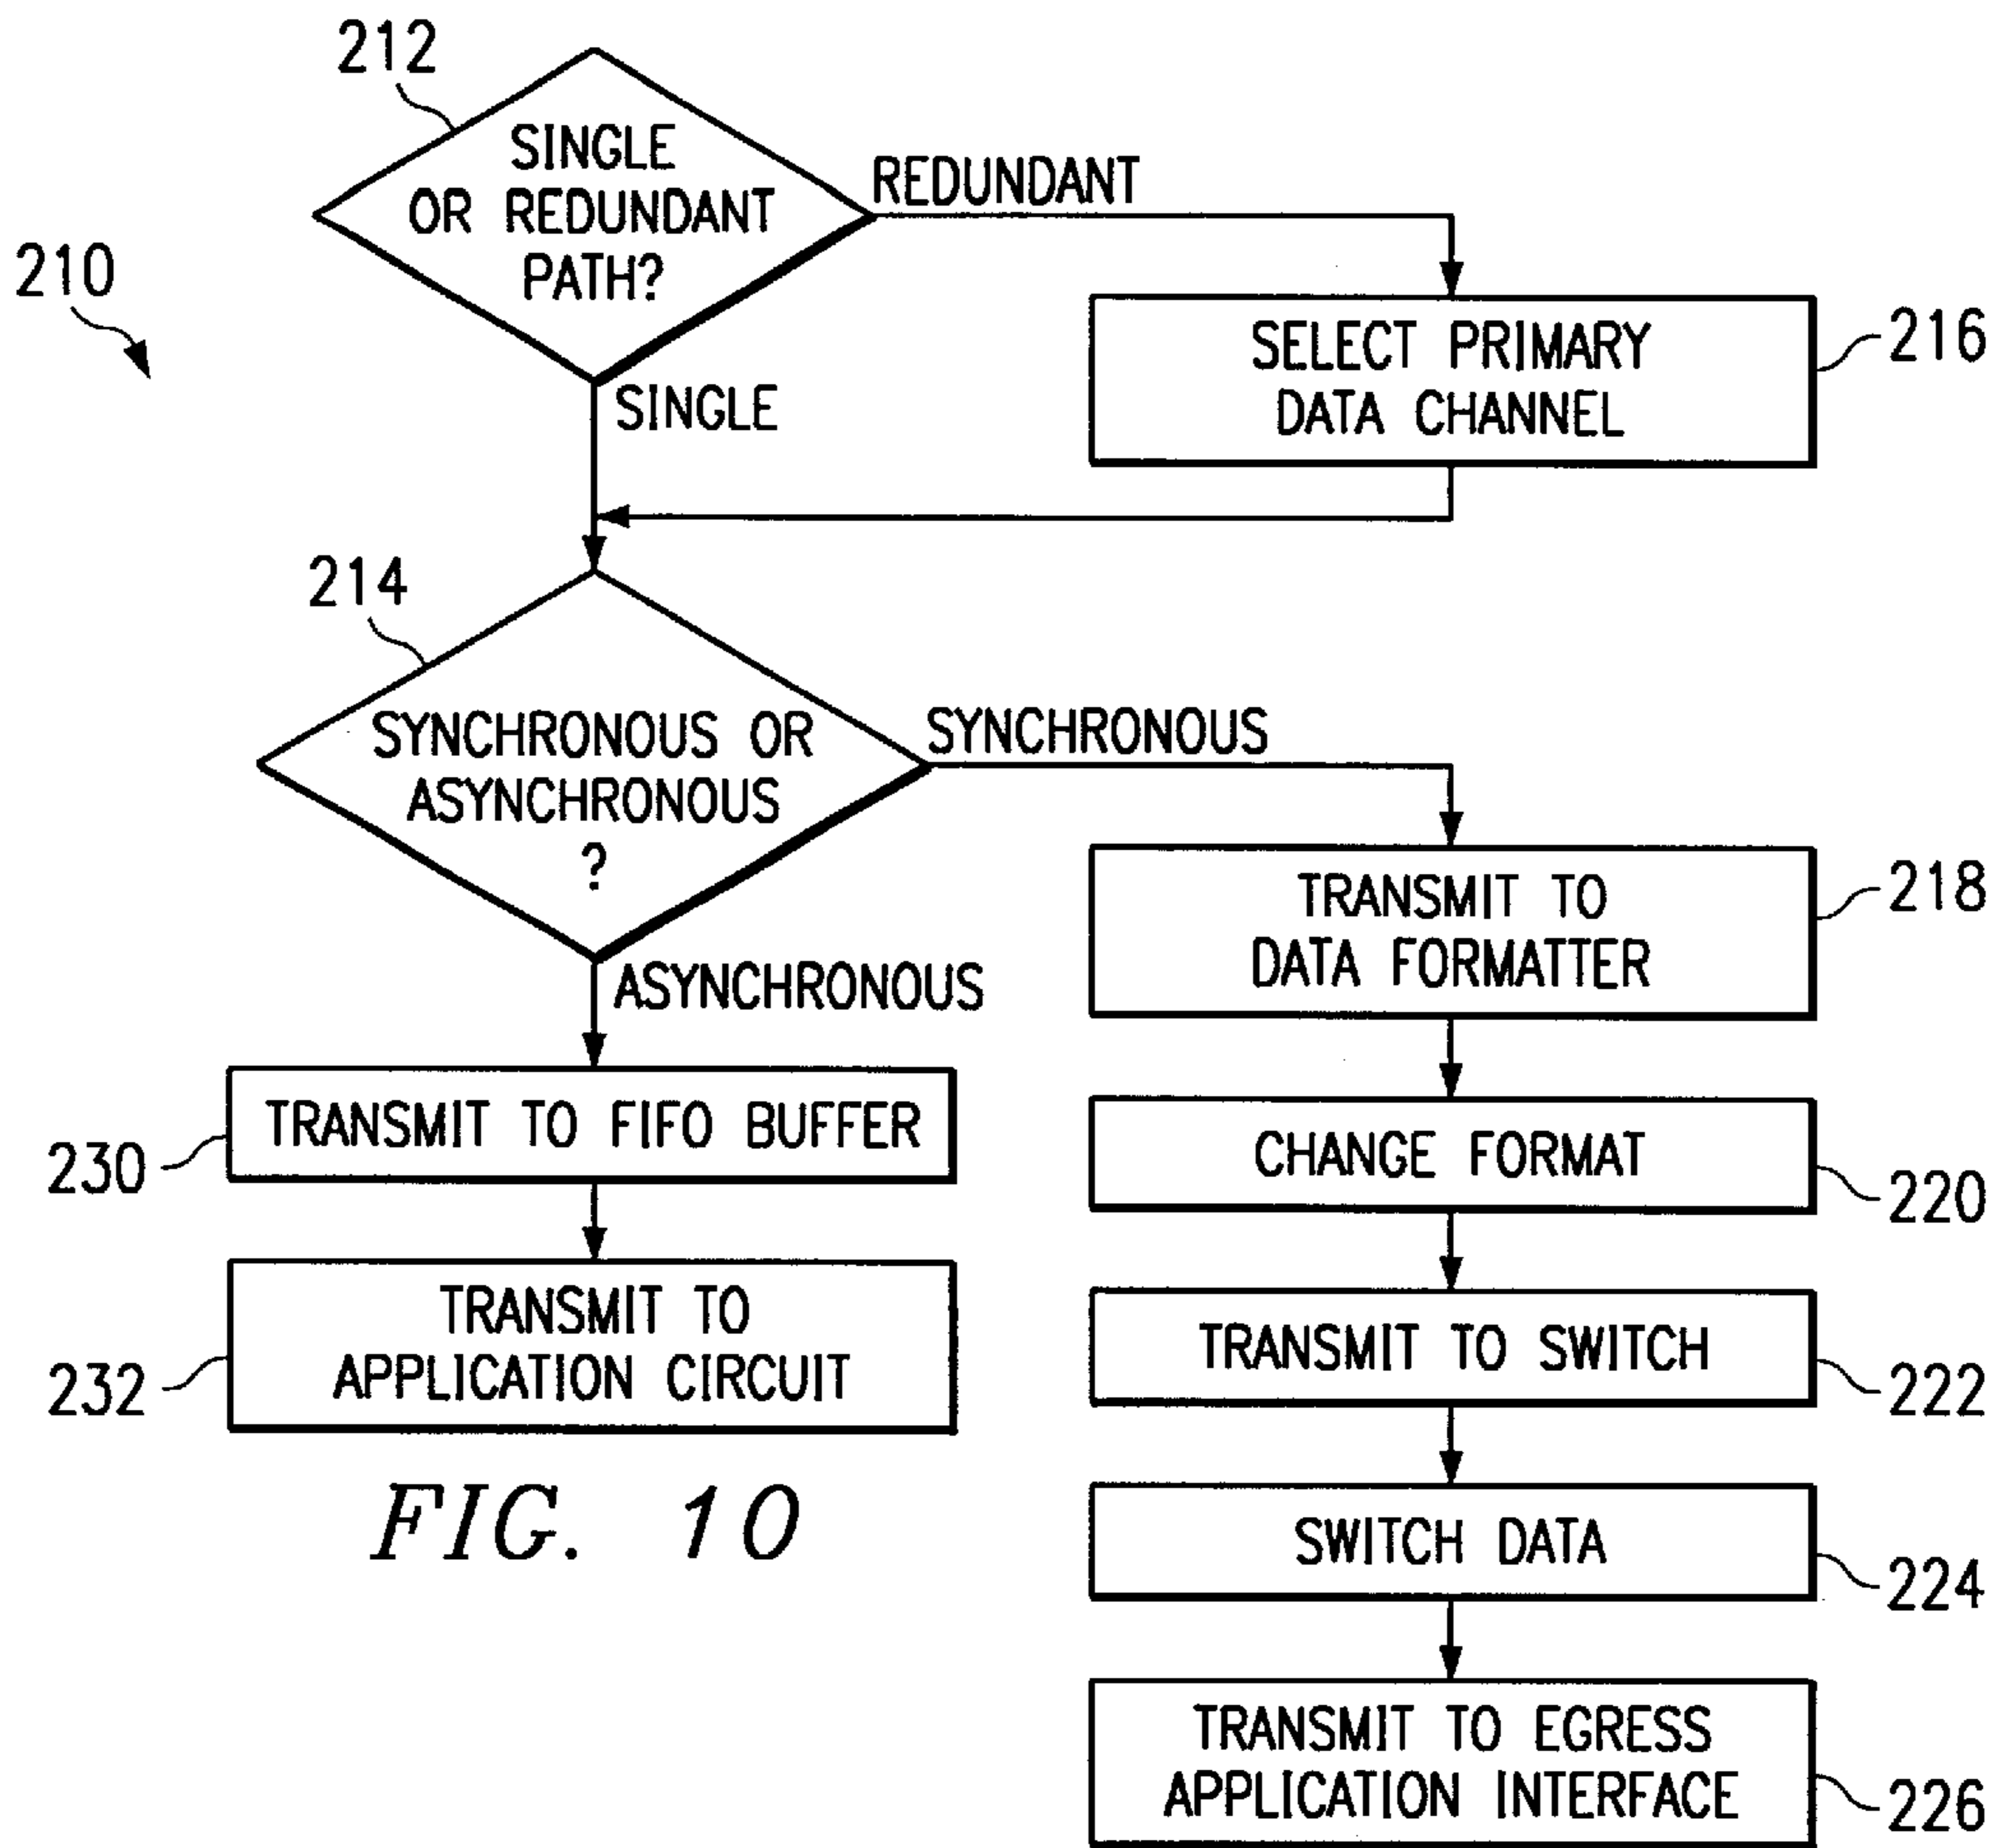 212
SINGLE
OR REDUNDANT
PATH?
REDUNDANT
210
SELECT PRIMARY
DATA CHANNEL
216
SINGLE
214
SYNCHRONOUS OR
ASYNCHRONOUS
?
SYNCHRONOUS
TRANSMIT TO
DATA FORMATTER
218
ASYNCHRONOUS
TRANSMIT TO FIFO BUFFER
230
CHANGE FORMAT
220
TRANSMIT TO
APPLICATION CIRCUIT
232
TRANSMIT TO SWITCH
222
FIG. 10
SWITCH DATA
224
TRANSMIT TO EGRESS
APPLICATION INTERFACE
226